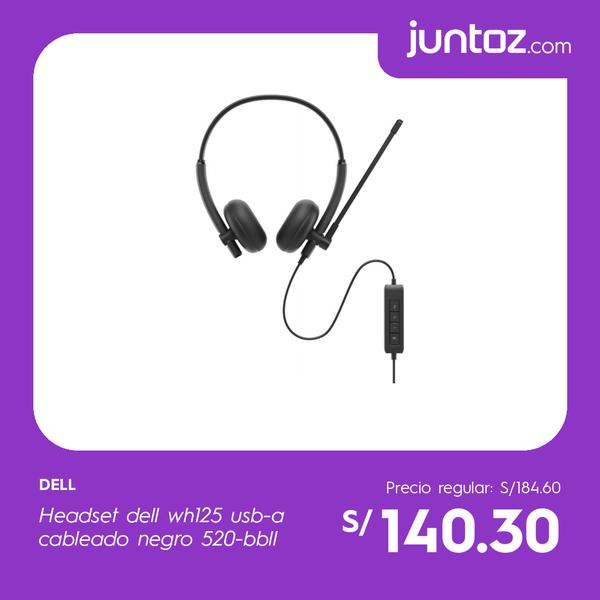 juntoz.com
DELL
Headset dell wh125 usb-a
cableado negro 520-bbll
Precio regular: S/184.60
S/140.30